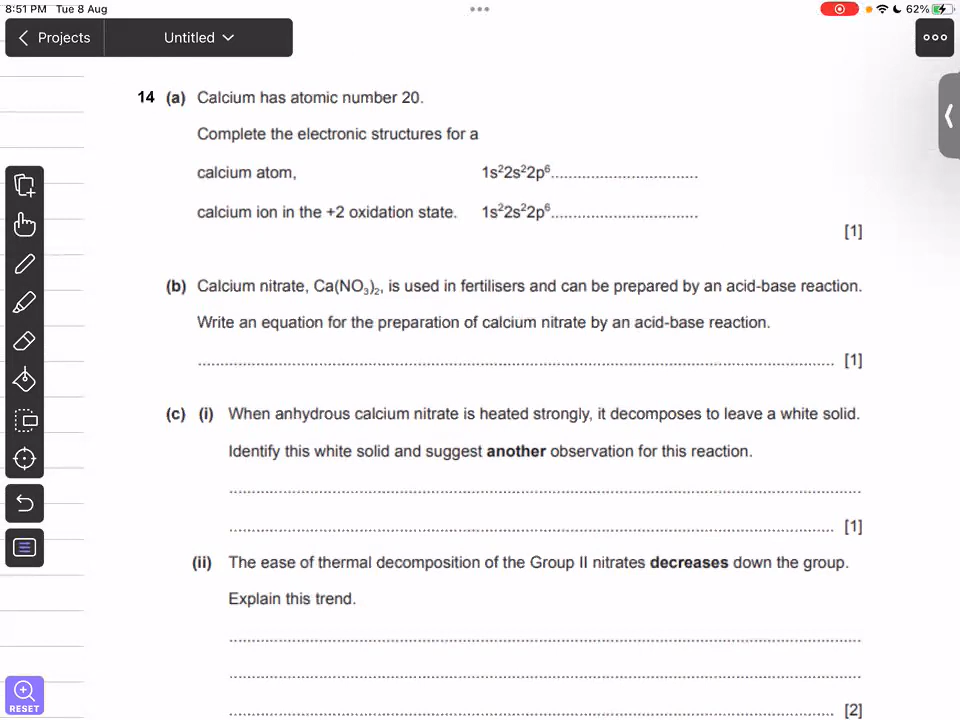 8:51 PM Tue 8 Aug
62%
Projects
Untitled
14 (a) Calcium has atomic number 20.
Complete the electronic structures for a
calcium atom, 1s²2s²2p⁶................................
calcium ion in the +2 oxidation state. 1s²2s²2p⁶................................
[1]
(b) Calcium nitrate, Ca(NO₃)₂, is used in fertilisers and can be prepared by an acid-base reaction.
Write an equation for the preparation of calcium nitrate by an acid-base reaction.
................................................................................ [1]
(c) (i) When anhydrous calcium nitrate is heated strongly, it decomposes to leave a white solid.
Identify this white solid and suggest another observation for this reaction.
................................................................................
................................................................................ [1]
(ii) The ease of thermal decomposition of the Group II nitrates decreases down the group.
Explain this trend.
................................................................................
................................................................................
................................................................................ [2]
RESET